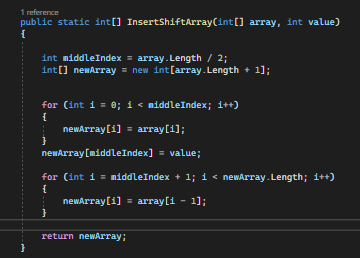 1 reference
public static int[] InsertShiftArray(int[] array, int value)
{
int middleIndex = array.Length / 2;
int[] newArray = new int[array.Length + 1];
for (int i = 0; i < middleIndex; i++)
{
newArray[i] = array[i];
}
newArray[middleIndex] = value;
for (int i = middleIndex + 1; i < newArray.Length; i++)
{
newArray[i] = array[i - 1];
}
return newArray;
}